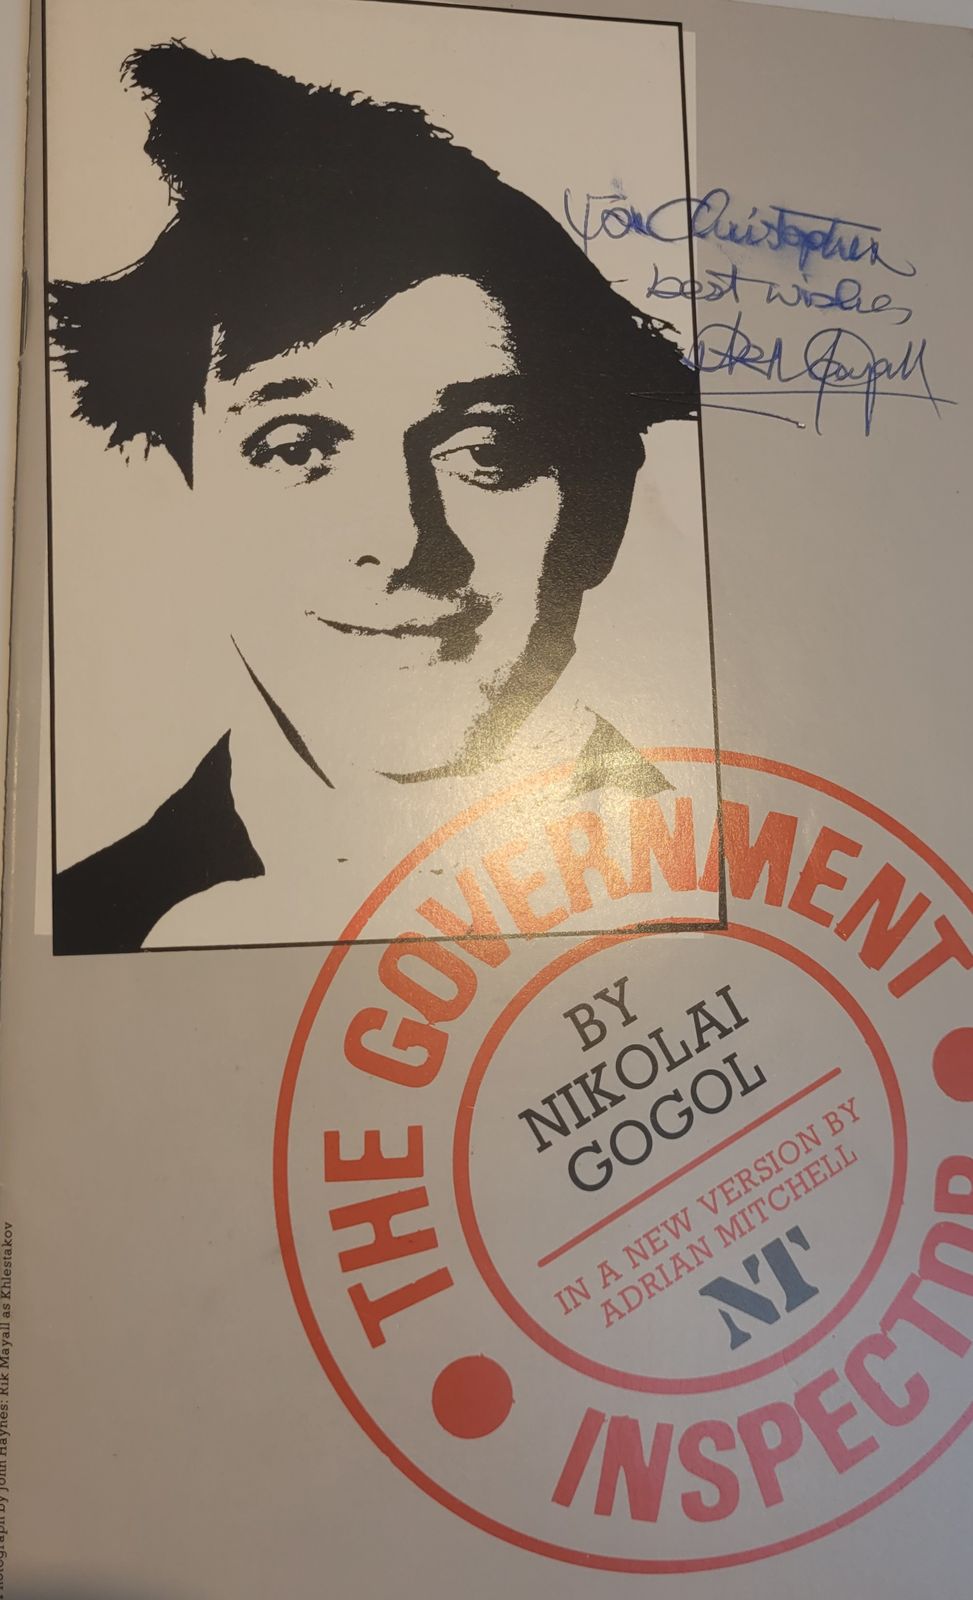 For Christopher
best wishes
Rik Mayall
THE GOVERNMENT
INSPECTOR
BY
NIKOLAI
GOGOL
IN A NEW VERSION BY
ADRIAN MITCHELL
NT
Photograph by John Haynes: Rik Mayall as Khlestakov